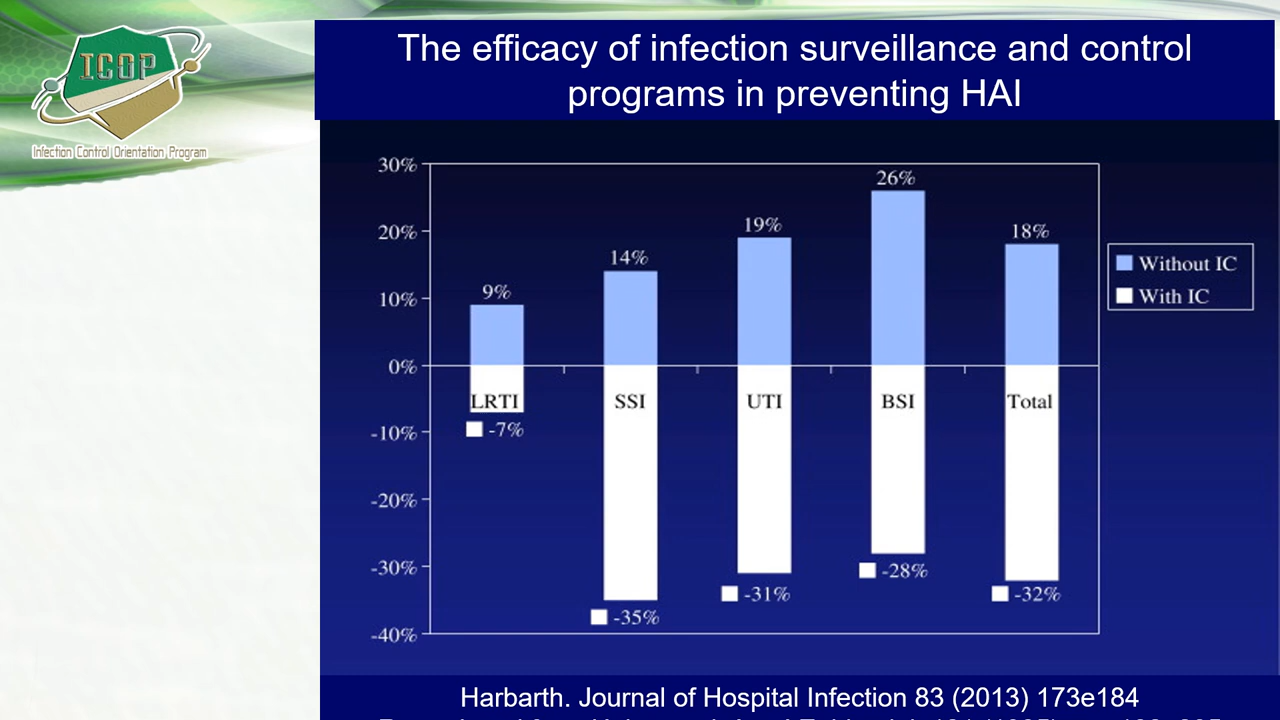 ICOP
Infection Control Orientation Program
The efficacy of infection surveillance and control
programs in preventing HAI
30%
20%
10%
0%
-10%
-20%
-30%
-40%
9%
14%
19%
26%
18%
LRTI
SSI
UTI
BSI
Total
-7%
-35%
-31%
-28%
-32%
Without IC
With IC
Harbarth. Journal of Hospital Infection 83 (2013) 173e184